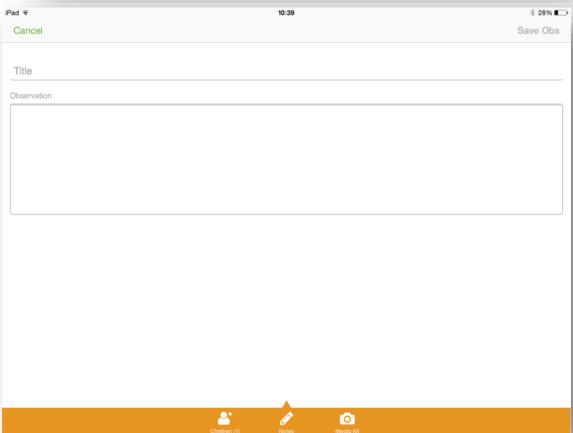 iPad 10:39 28%
Cancel Save Obs
Title
Observation
Children (1) Notes Media (0)